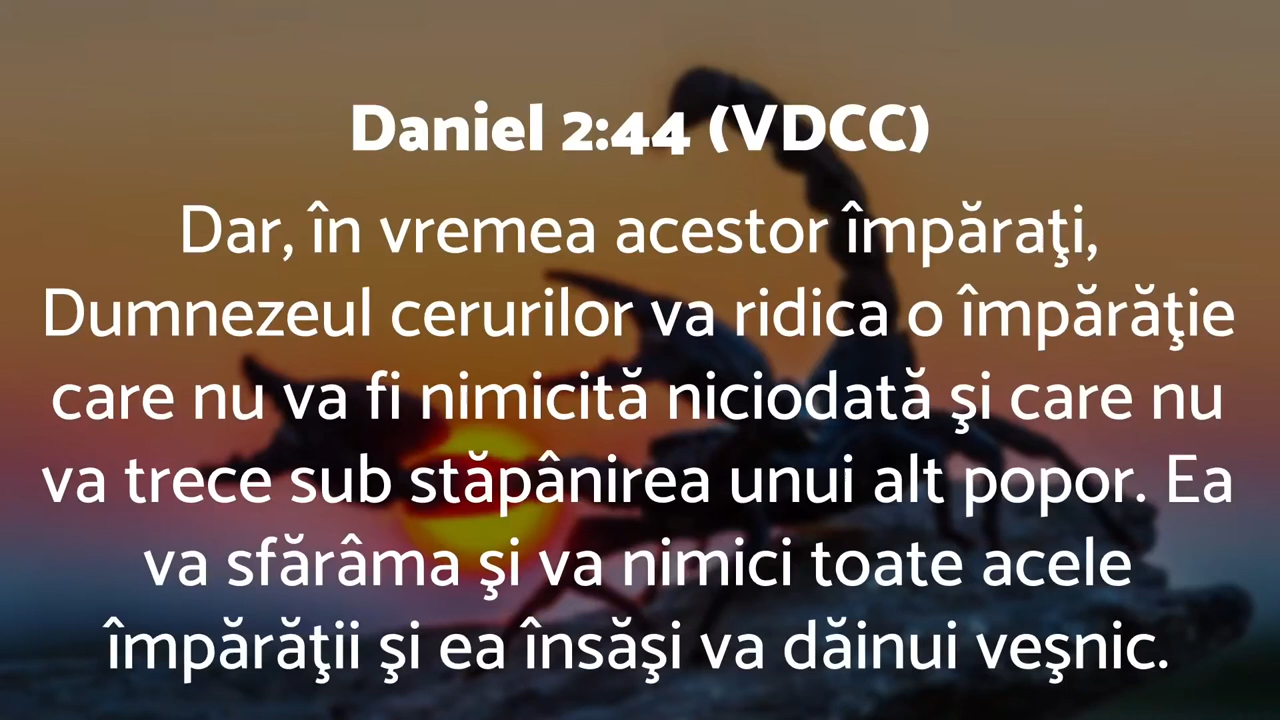 Daniel 2:44 (VDCC)
Dar, în vremea acestor împăraţi,
Dumnezeul cerurilor va ridica o împărăţie
care nu va fi nimicită niciodată şi care nu
va trece sub stăpânirea unui alt popor. Ea
va sfărâma şi va nimici toate acele
împărăţii şi ea însăşi va dăinui veşnic.